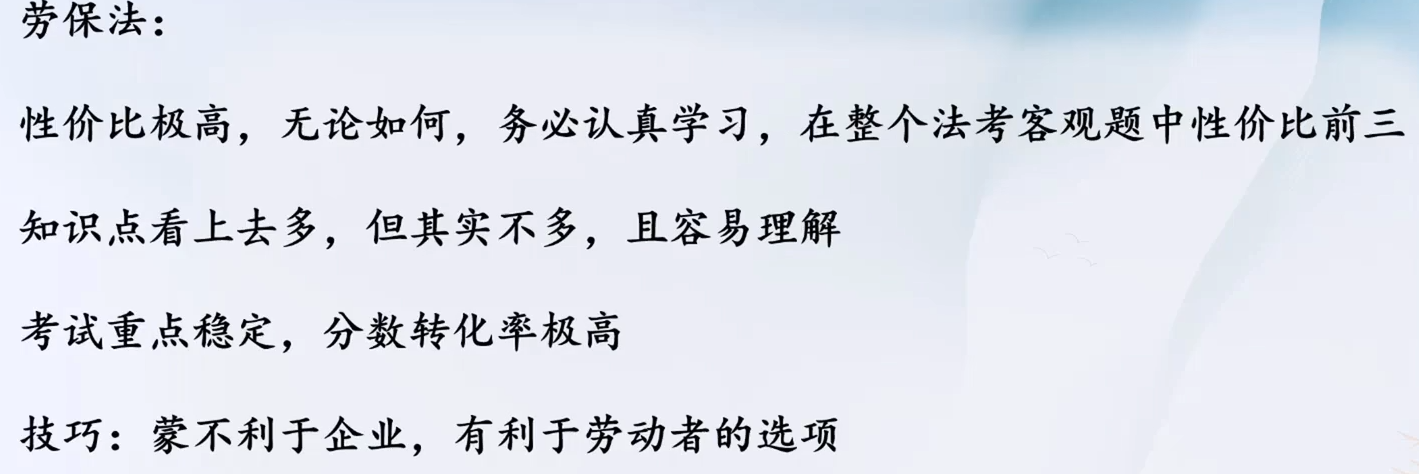 劳保法：
性价比极高，无论如何，务必认真学习，在整个法考客观题中性价比前三
知识点看上去多，但其实不多，且容易理解
考试重点稳定，分数转化率极高
技巧：蒙不利于企业，有利于劳动者的选项